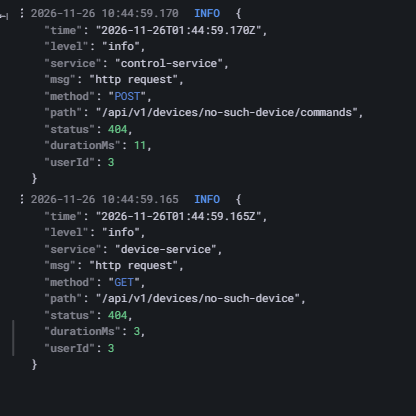 ⋮ 2026-11-26 10:44:59.170 INFO {
"time": "2026-11-26T01:44:59.170Z",
"level": "info",
"service": "control-service",
"msg": "http request",
"method": "POST",
"path": "/api/v1/devices/no-such-device/commands",
"status": 404,
"durationMs": 11,
"userId": 3
}
⋮ 2026-11-26 10:44:59.165 INFO {
"time": "2026-11-26T01:44:59.165Z",
"level": "info",
"service": "device-service",
"msg": "http request",
"method": "GET",
"path": "/api/v1/devices/no-such-device",
"status": 404,
"durationMs": 3,
"userId": 3
}